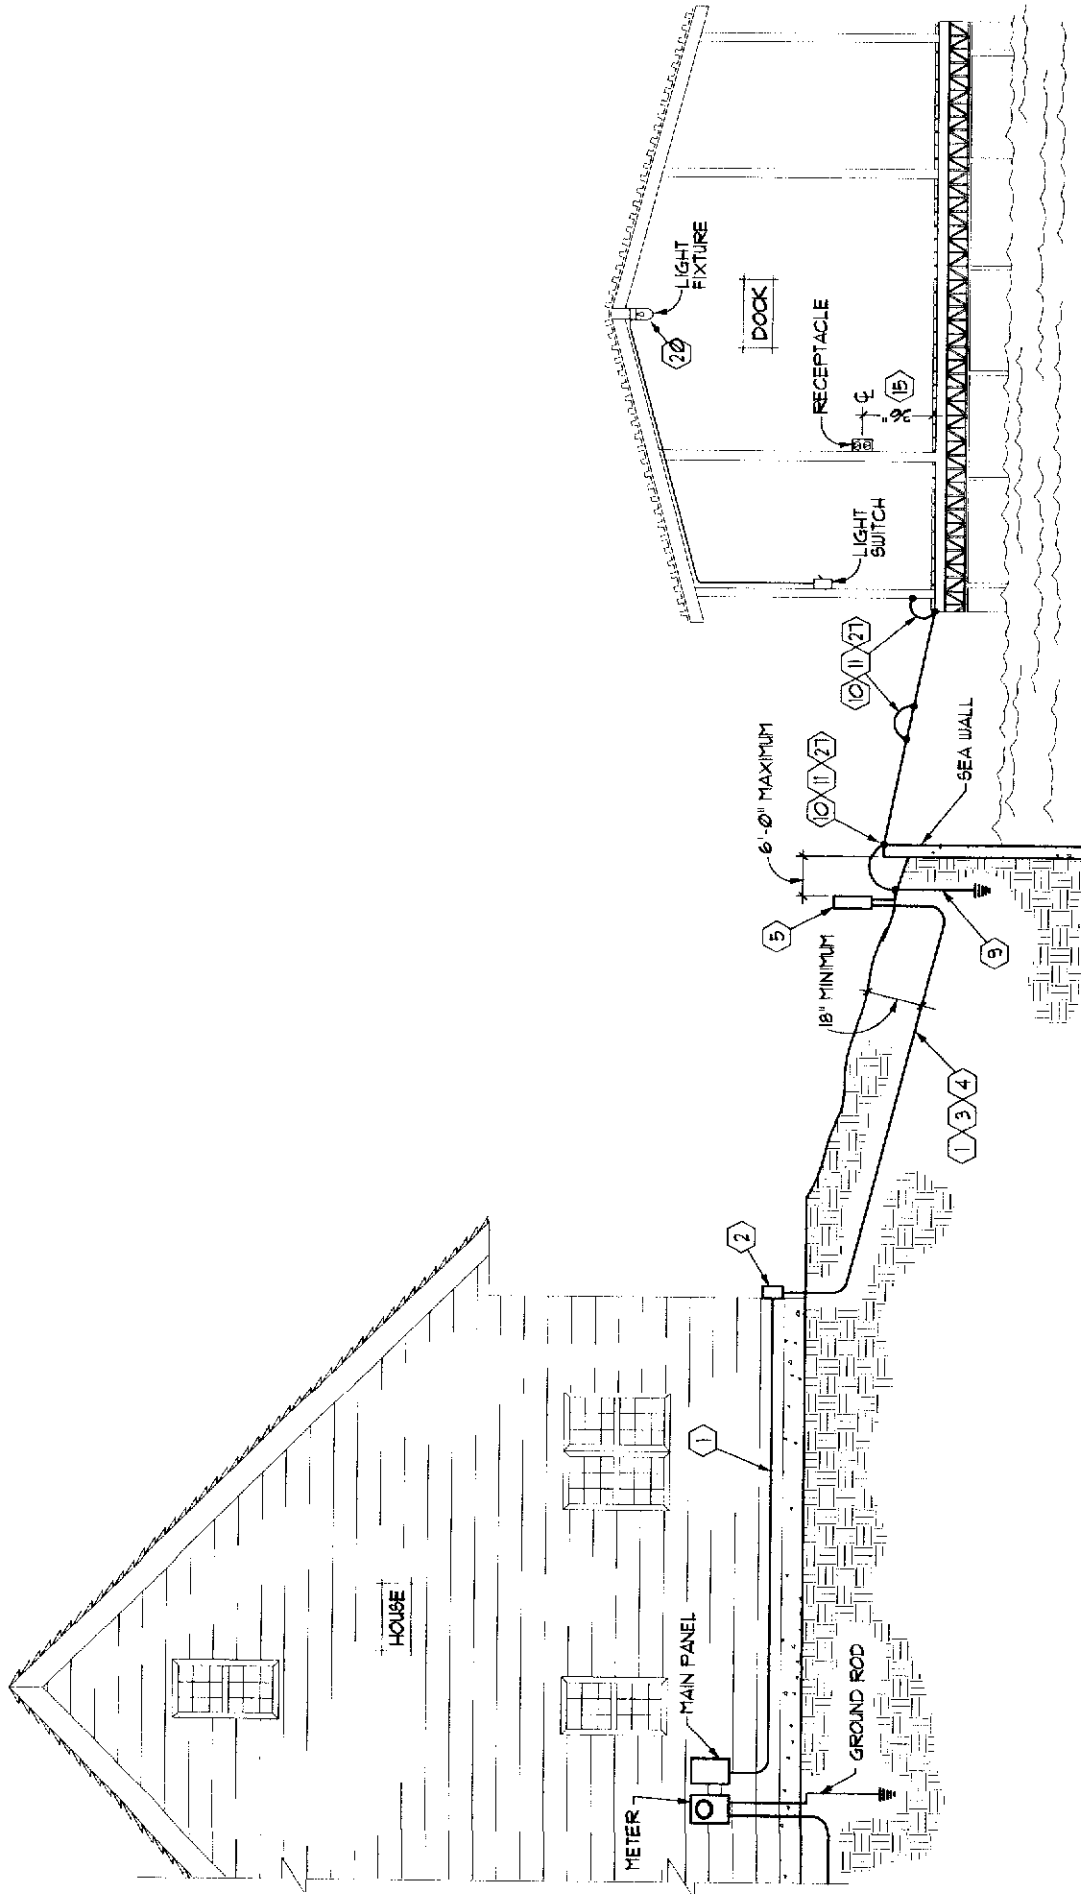 HOUSE
METER
MAIN PANEL
GROUND ROD
1
2
1 3 4
18" MINIMUM
5
9
6'-0" MAXIMUM
10 11 27
SEA WALL
10 11 27
LIGHT
SWITCH
RECEPTACLE
36"
℄
15
DOCK
20
LIGHT
FIXTURE